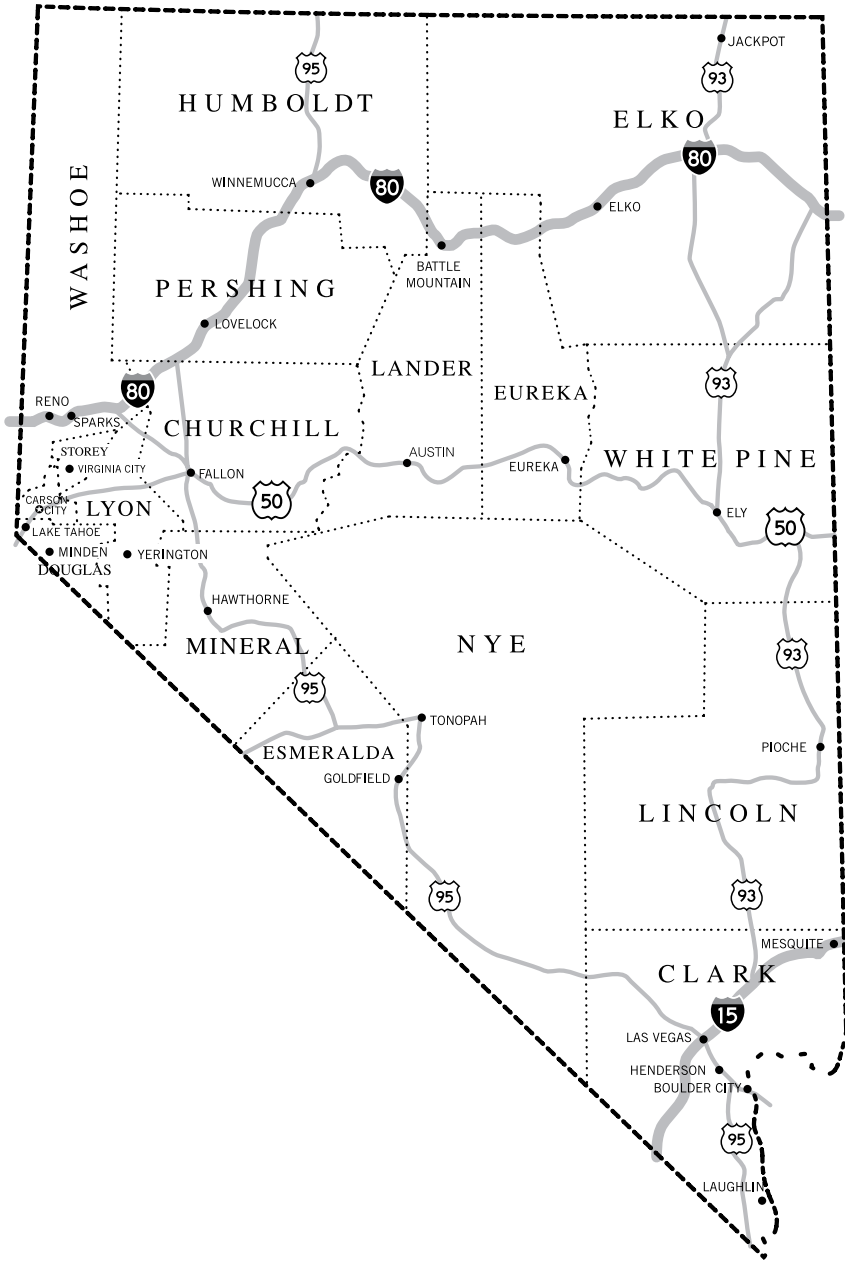 JACKPOT
95
93
HUMBOLDT
ELKO
80
WINNEMUCCA
80
WASHOE
ELKO
BATTLE
MOUNTAIN
PERSHING
LOVELOCK
LANDER
80
93
EUREKA
RENO
SPARKS
CHURCHILL
STOREY
AUSTIN
EUREKA
WHITE PINE
VIRGINIA CITY
FALLON
CARSON
CITY
LYON
50
ELY
50
LAKE TAHOE
MINDEN
YERINGTON
DOUGLAS
HAWTHORNE
MINERAL
NYE
93
95
TONOPAH
ESMERALDA
PIOCHE
GOLDFIELD
LINCOLN
95
93
MESQUITE
CLARK
15
LAS VEGAS
HENDERSON
BOULDER CITY
95
LAUGHLIN